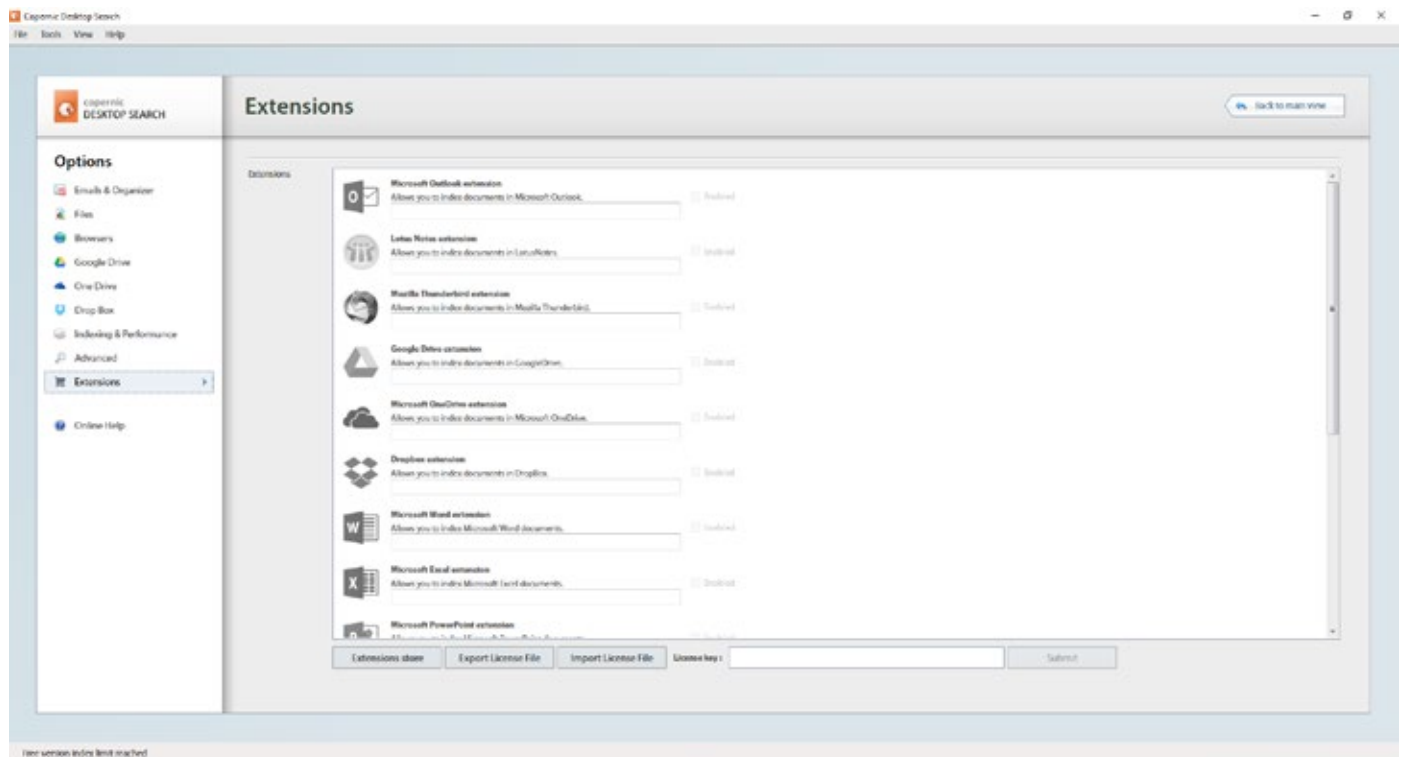 Copernic Desktop Search
File Tools View Help
copernic
DESKTOP SEARCH
Extensions
Back to main view
Options
Emails & Organizer
Files
Browsers
Google Drive
One Drive
Drop Box
Indexing & Performance
Advanced
Extensions
Online Help
Extensions
Microsoft Outlook extension
Allows you to index documents in Microsoft Outlook.
Enabled
Lotus Notes extension
Allows you to index documents in LotusNotes.
Enabled
Mozilla Thunderbird extension
Allows you to index documents in Mozilla Thunderbird.
Enabled
Google Drive extension
Allows you to index documents in GoogleDrive.
Enabled
Microsoft OneDrive extension
Allows you to index documents in Microsoft OneDrive.
Enabled
Dropbox extension
Allows you to index documents in DropBox.
Enabled
Microsoft Word extension
Allows you to index Microsoft Word documents.
Enabled
Microsoft Excel extension
Allows you to index Microsoft Excel documents.
Enabled
Microsoft PowerPoint extension
Extensions store Export License File Import License File License key : Submit
Free version index limit reached